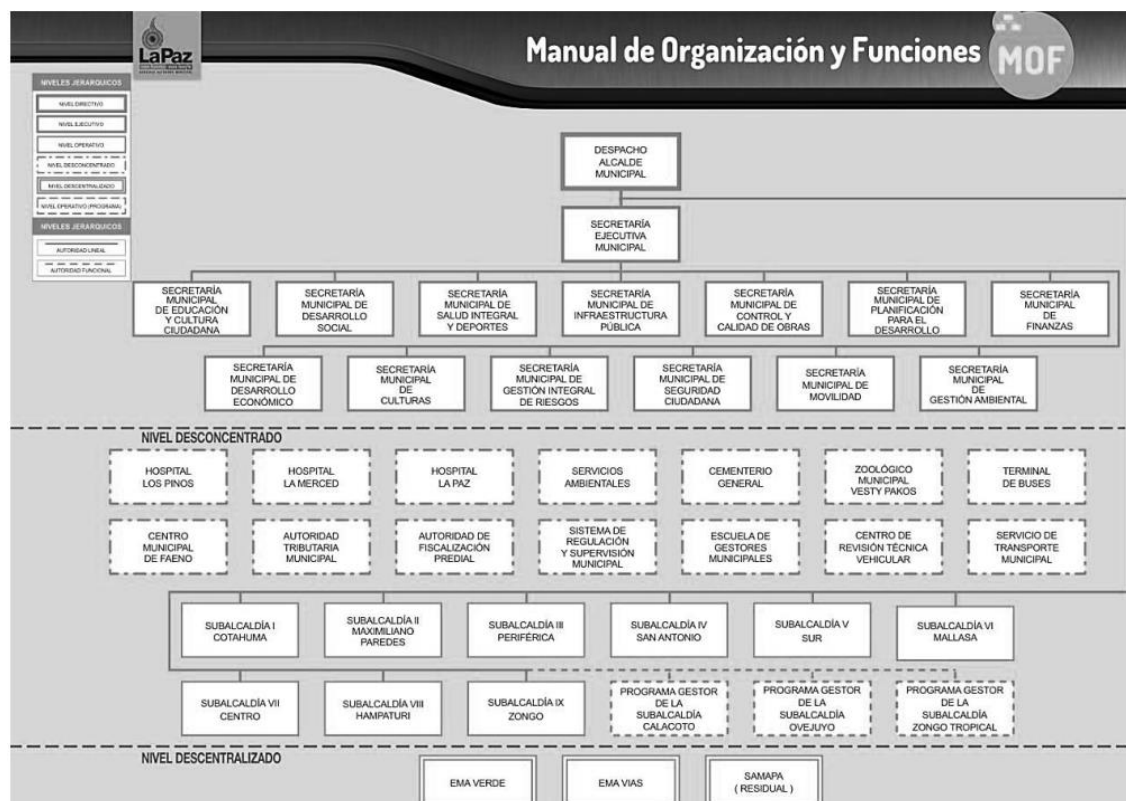 LaPaz
Manual de Organización y Funciones
MOF
NIVELES JERARQUICOS
NIVEL DIRECTIVO
NIVEL EJECUTIVO
NIVEL OPERATIVO
NIVEL DESCONCENTRADO
NIVEL DESCENTRALIZADO
NIVEL OPERATIVO (PROGRAMA)
NIVELES JERARQUICOS
AUTORIDAD LINEAL
AUTORIDAD FUNCIONAL
DESPACHO
ALCALDE
MUNICIPAL
SECRETARÍA
EJECUTIVA
MUNICIPAL
SECRETARÍA
MUNICIPAL
DE EDUCACIÓN
Y CULTURA
CIUDADANA
SECRETARÍA
MUNICIPAL DE
DESARROLLO
SOCIAL
SECRETARÍA
MUNICIPAL DE
SALUD INTEGRAL
Y DEPORTES
SECRETARÍA
MUNICIPAL DE
INFRAESTRUCTURA
PÚBLICA
SECRETARÍA
MUNICIPAL
DE CONTROL Y
CALIDAD DE OBRAS
SECRETARÍA
MUNICIPAL DE
PLANIFICACIÓN
PARA EL
DESARROLLO
SECRETARÍA
MUNICIPAL
DE
FINANZAS
SECRETARÍA
MUNICIPAL DE
DESARROLLO
ECONÓMICO
SECRETARÍA
MUNICIPAL
DE
CULTURAS
SECRETARÍA
MUNICIPAL DE
GESTIÓN INTEGRAL
DE RIESGOS
SECRETARÍA
MUNICIPAL DE
SEGURIDAD
CIUDADANA
SECRETARÍA
MUNICIPAL DE
MOVILIDAD
SECRETARÍA
MUNICIPAL
DE
GESTIÓN AMBIENTAL
NIVEL DESCONCENTRADO
HOSPITAL
LOS PINOS
HOSPITAL
LA MERCED
HOSPITAL
LA PAZ
SERVICIOS
AMBIENTALES
CEMENTERIO
GENERAL
ZOOLÓGICO
MUNICIPAL
VESTY PAKOS
TERMINAL
DE BUSES
CENTRO
MUNICIPAL
DE FAENO
AUTORIDAD
TRIBUTARIA
MUNICIPAL
AUTORIDAD DE
FISCALIZACIÓN
PREDIAL
SISTEMA DE
REGULACIÓN
Y SUPERVISIÓN
MUNICIPAL
ESCUELA DE
GESTORES
MUNICIPALES
CENTRO DE
REVISIÓN TÉCNICA
VEHICULAR
SERVICIO DE
TRANSPORTE
MUNICIPAL
SUBALCALDÍA I
COTAHUMA
SUBALCALDÍA II
MAXIMILIANO
PAREDES
SUBALCALDÍA III
PERIFÉRICA
SUBALCALDÍA IV
SAN ANTONIO
SUBALCALDÍA V
SUR
SUBALCALDÍA VI
MALLASA
SUBALCALDÍA VII
CENTRO
SUBALCALDÍA VIII
HAMPATURI
SUBALCALDÍA IX
ZONGO
PROGRAMA GESTOR
DE LA
SUBALCALDÍA
CALACOTO
PROGRAMA GESTOR
DE LA
SUBALCALDÍA
OVEJUYO
PROGRAMA GESTOR
DE LA
SUBALCALDÍA
ZONGO TROPICAL
NIVEL DESCENTRALIZADO
EMA VERDE
EMA VIAS
SAMAPA
( RESIDUAL )